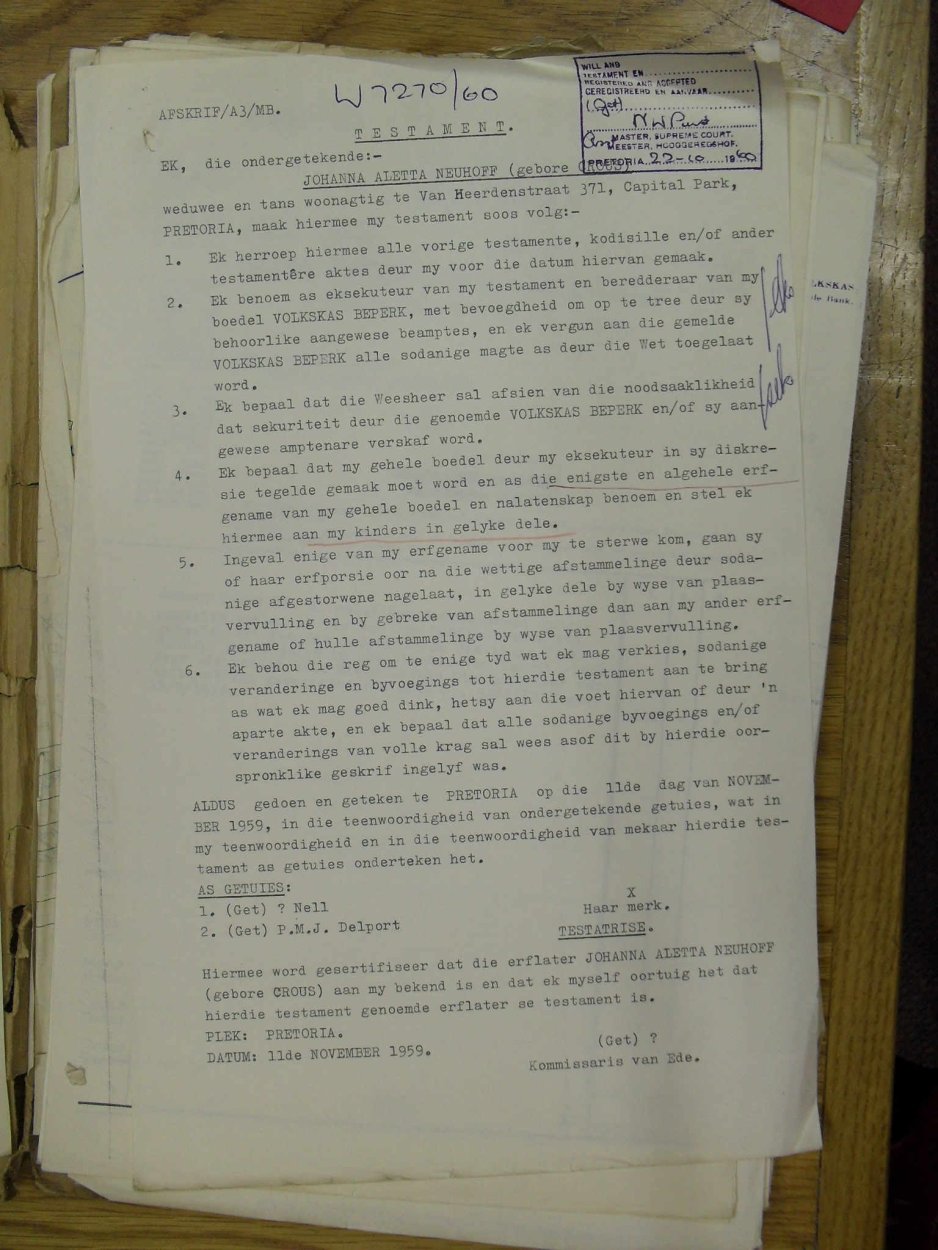 AFSKRIF/A3/MB.
W 7270/60
WILL AND
TESTAMENT EN
REGISTERED AND ACCEPTED
GEREGISTREERD EN AANVAAR
(Get)
MASTER, SUPREME COURT.
MEESTER, HOOGGEREGSHOF.
PRETORIA 22-10 1960
TESTAMENT.
EK, die ondergetekende:-
JOHANNA ALETTA NEUHOFF (gebore CROUS)
weduwee en tans woonagtig te Van Heerdenstraat 371, Capital Park,
PRETORIA, maak hiermee my testament soos volg:-
1. Ek herroep hiermee alle vorige testamente, kodisille en/of ander
testamentêre aktes deur my voor die datum hiervan gemaak.
2. Ek benoem as eksekuteur van my testament en beredderaar van my
boedel VOLKSKAS BEPERK, met bevoegdheid om op te tree deur sy
behoorlike aangewese beamptes, en ek vergun aan die gemelde
VOLKSKAS BEPERK alle sodanige magte as deur die Wet toegelaat
word.
3. Ek bepaal dat die Weesheer sal afsien van die noodsaaklikheid
dat sekuriteit deur die genoemde VOLKSKAS BEPERK en/of sy aan-
gewese amptenare verskaf word.
4. Ek bepaal dat my gehele boedel deur my eksekuteur in sy diskre-
sie tegelde gemaak moet word en as die enigste en algehele erf-
gename van my gehele boedel en nalatenskap benoem en stel ek
hiermee aan my kinders in gelyke dele.
5. Ingeval enige van my erfgename voor my te sterwe kom, gaan sy
of haar erfporsie oor na die wettige afstammelinge deur soda-
nige afgestorwene nagelaat, in gelyke dele by wyse van plaas-
vervulling en by gebreke van afstammelinge dan aan my ander erf-
gename of hulle afstammelinge by wyse van plaasvervulling.
6. Ek behou die reg om te enige tyd wat ek mag verkies, sodanige
veranderinge en byvoegings tot hierdie testament aan te bring
as wat ek mag goed dink, hetsy aan die voet hiervan of deur 'n
aparte akte, en ek bepaal dat alle sodanige byvoegings en/of
veranderings van volle krag sal wees asof dit by hierdie oor-
spronklike geskrif ingelyf was.
ALDUS gedoen en geteken te PRETORIA op die 11de dag van NOVEM-
BER 1959, in die teenwoordigheid van ondergetekende getuies, wat in
my teenwoordigheid en in die teenwoordigheid van mekaar hierdie tes-
tament as getuies onderteken het.
AS GETUIES:
1. (Get) ? Nell
2. (Get) P.M.J. Delport
X
Haar merk.
TESTATRISE.
Hiermee word gesertifiseer dat die erflater JOHANNA ALETTA NEUHOFF
(gebore CROUS) aan my bekend is en dat ek myself oortuig het dat
hierdie testament genoemde erflater se testament is.
PLEK: PRETORIA.
DATUM: 11de NOVEMBER 1959.
(Get) ?
Kommissaris van Ede.
LKSKAS
de Bank.